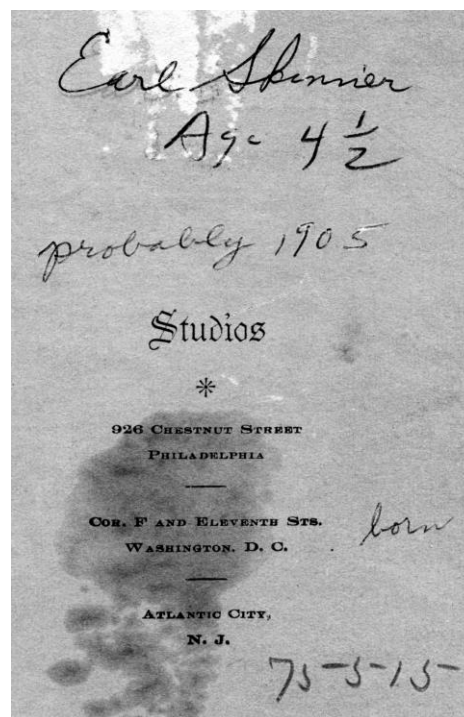 Earl Skinner
Age 4 1/2
probably 1905
Studios
*
926 Chestnut Street
Philadelphia
Cor. F and Eleventh Sts.
Washington. D. C.
born
Atlantic City,
N. J.
75-5-15